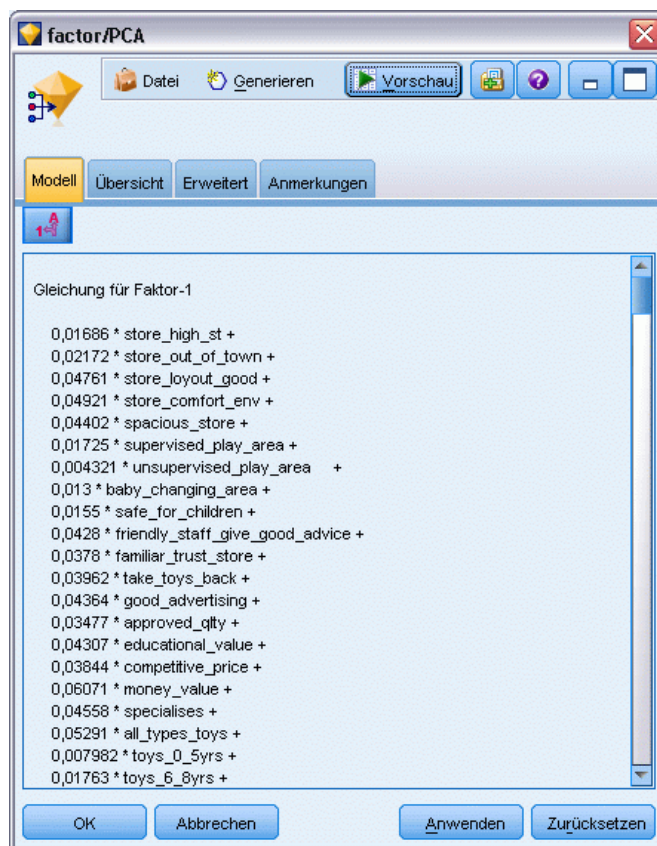 factor/PCA
Datei Generieren Vorschau
Modell Übersicht Erweitert Anmerkungen
Gleichung für Faktor-1
0,01686 * store_high_st +
0,02172 * store_out_of_town +
0,04761 * store_loyout_good +
0,04921 * store_comfort_env +
0,04402 * spacious_store +
0,01725 * supervised_play_area +
0,004321 * unsupervised_play_area +
0,013 * baby_changing_area +
0,0155 * safe_for_children +
0,0428 * friendly_staff_give_good_advice +
0,0378 * familiar_trust_store +
0,03962 * take_toys_back +
0,04364 * good_advertising +
0,03477 * approved_qlty +
0,04307 * educational_value +
0,03844 * competitive_price +
0,06071 * money_value +
0,04558 * specialises +
0,05291 * all_types_toys +
0,007982 * toys_0_5yrs +
0,01763 * toys_6_8yrs +
OK Abbrechen Anwenden Zurücksetzen